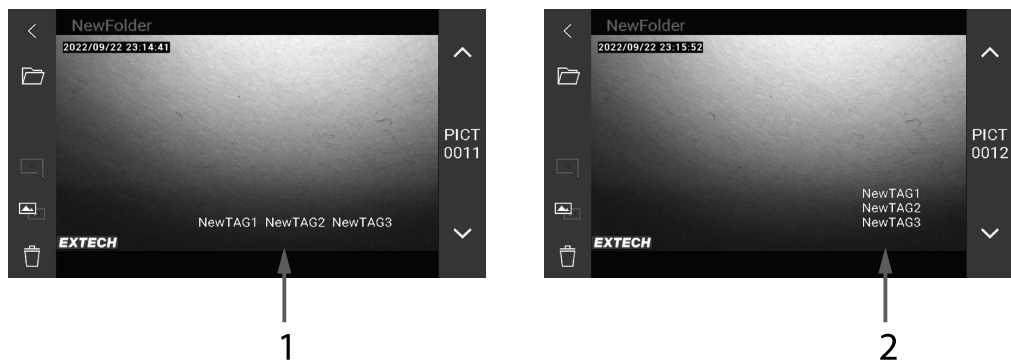 NewFolder
2022/09/22 23:14:41
PICT
0011
NewTAG1 NewTAG2 NewTAG3
EXTECH
1
NewFolder
2022/09/22 23:15:52
PICT
0012
NewTAG1
NewTAG2
NewTAG3
EXTECH
2